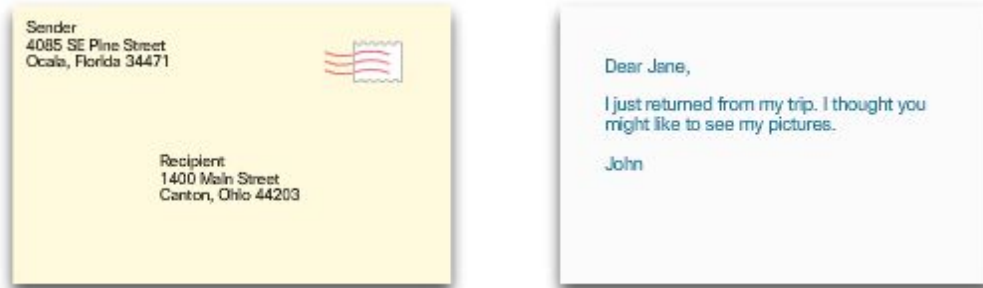 Sender
4085 SE Pine Street
Ocala, Florida 34471
Recipient
1400 Main Street
Canton, Ohio 44203
Dear Jane,
I just returned from my trip. I thought you
might like to see my pictures.
John